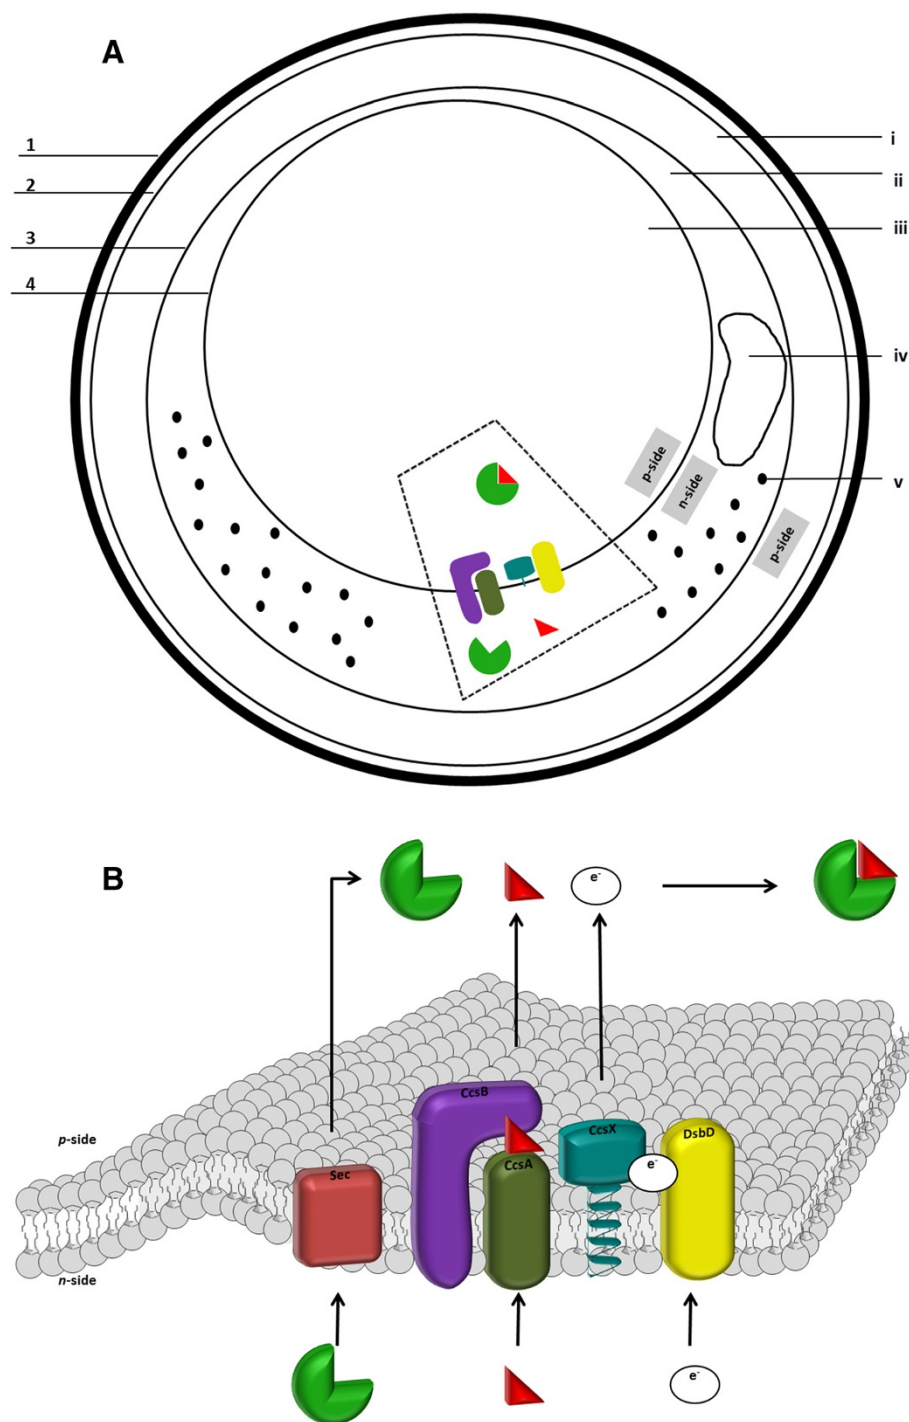 A
1
2
3
4
i
ii
iii
iv
v
p-side
n-side
p-side
B
e-
CcsB
CcsX
DsbD
p-side
Sec
CcsA
e-
n-side
e-